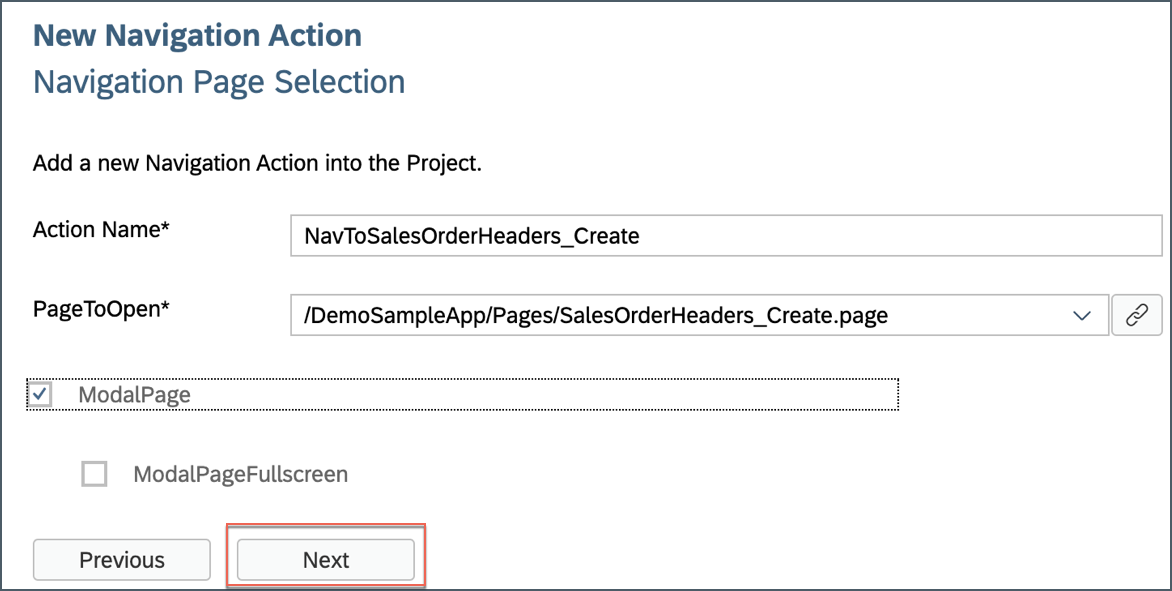 New Navigation Action
Navigation Page Selection
Add a new Navigation Action into the Project.
Action Name*
NavToSalesOrderHeaders_Create
PageToOpen*
/DemoSampleApp/Pages/SalesOrderHeaders_Create.page
ModalPage
ModalPageFullscreen
Previous
Next